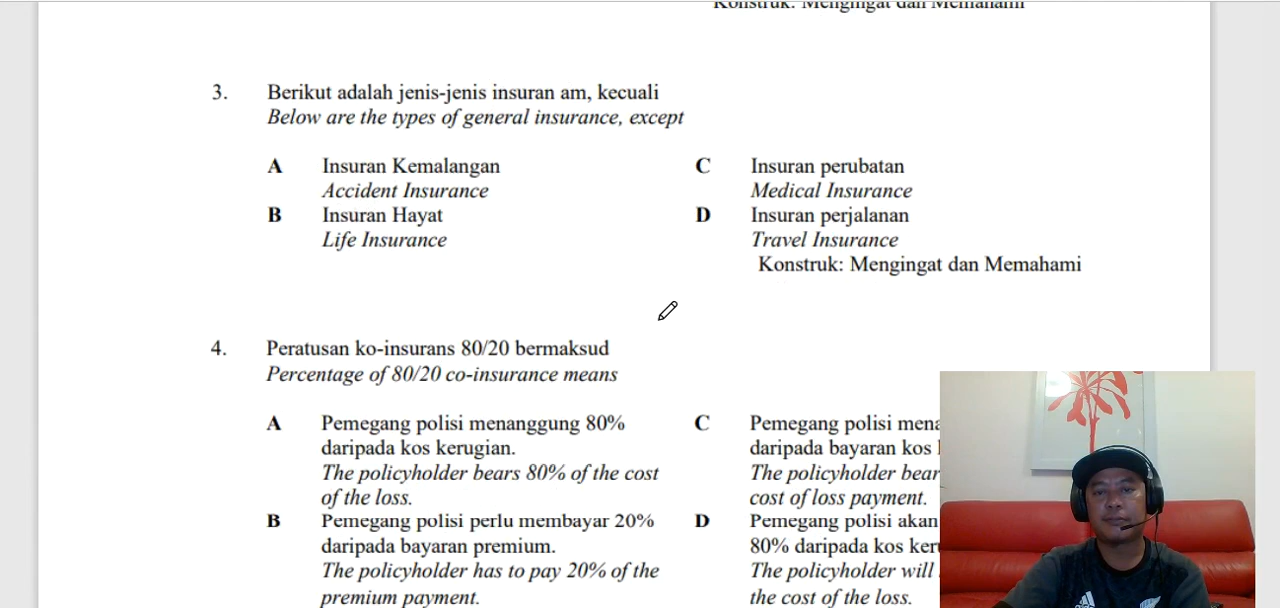 Konstruk: Mengingat dan Memahami
3. Berikut adalah jenis-jenis insuran am, kecuali
Below are the types of general insurance, except
A Insuran Kemalangan
Accident Insurance
B Insuran Hayat
Life Insurance
C Insuran perubatan
Medical Insurance
D Insuran perjalanan
Travel Insurance
Konstruk: Mengingat dan Memahami
4. Peratusan ko-insurans 80/20 bermaksud
Percentage of 80/20 co-insurance means
A Pemegang polisi menanggung 80%
daripada kos kerugian.
The policyholder bears 80% of the cost
of the loss.
B Pemegang polisi perlu membayar 20%
daripada bayaran premium.
The policyholder has to pay 20% of the
premium payment.
C Pemegang polisi
daripada bayaran kos
The policyholder
cost of loss payment.
D Pemegang polisi akan
80% daripada kos
The policyholder will
the cost of the loss.